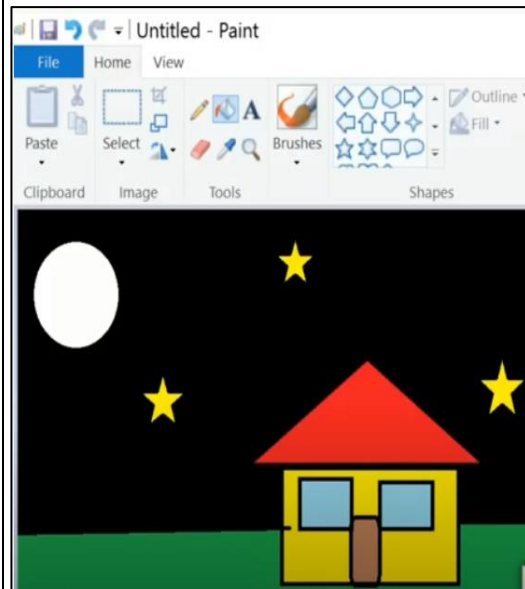 Untitled - Paint
File Home View
Paste Select A Brushes Outline
Fill
Clipboard Image Tools Shapes